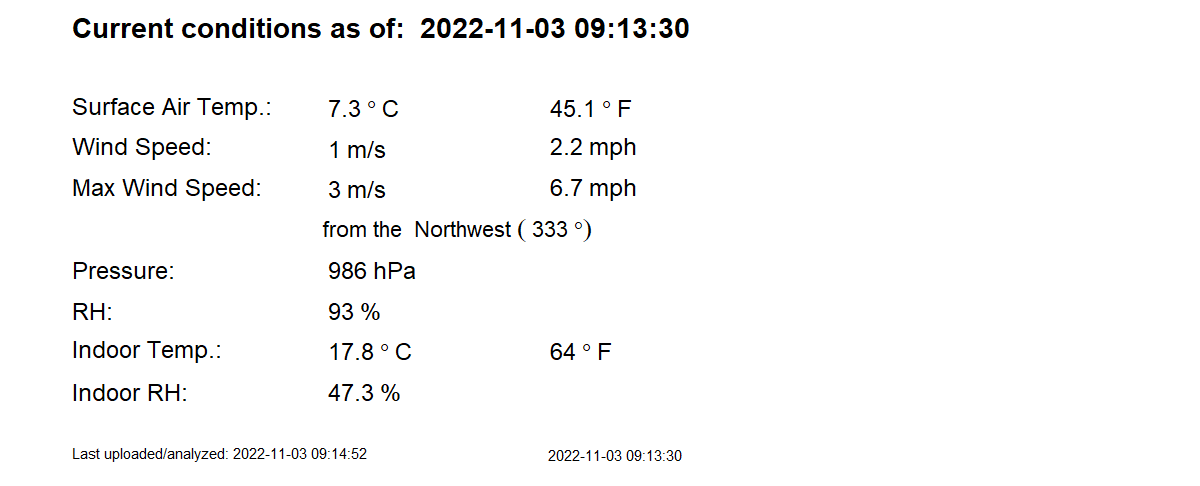 Current conditions as of: 2022-11-03 09:13:30
Surface Air Temp.: 7.3 ° C 45.1 ° F
Wind Speed: 1 m/s 2.2 mph
Max Wind Speed: 3 m/s 6.7 mph
from the Northwest ( 333 °)
Pressure: 986 hPa
RH: 93 %
Indoor Temp.: 17.8 ° C 64 ° F
Indoor RH: 47.3 %
Last uploaded/analyzed: 2022-11-03 09:14:52 2022-11-03 09:13:30